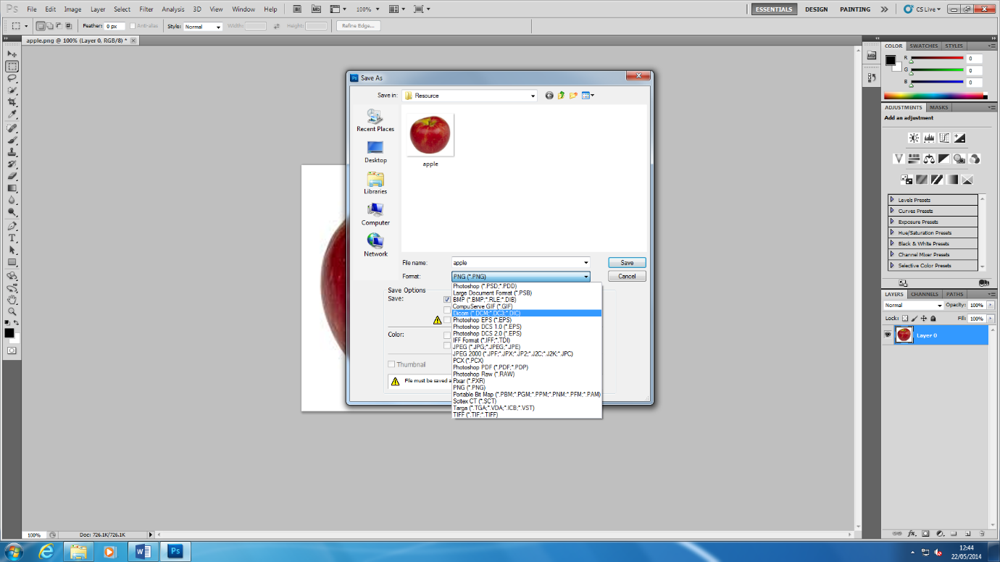 Ps File Edit Image Layer Select Filter Analysis 3D View Window Help Br Mb 100% ESSENTIALS DESIGN PAINTING CS Live
Feather: 0 px Anti-alias Style: Normal Width: Height: Refine Edge...
apple.png @ 100% (Layer 0, RGB/8) *
Save As
Save in: Resource
Recent Places
Desktop
Libraries
Computer
Network
apple
File name: apple Save
Format: PNG (*.PNG) Cancel
Photoshop (*.PSD;*.PDD)
Large Document Format (*.PSB)
BMP (*.BMP;*.RLE;*.DIB)
CompuServe GIF (*.GIF)
Dicom (*.DCM;*.DC3;*.DIC)
Photoshop EPS (*.EPS)
Photoshop DCS 1.0 (*.EPS)
Photoshop DCS 2.0 (*.EPS)
IFF Format (*.IFF;*.TDI)
JPEG (*.JPG;*.JPEG;*.JPE)
JPEG 2000 (*.JPF;*.JPX;*.JP2;*.J2C;*.J2K;*.JPC)
PCX (*.PCX)
Photoshop PDF (*.PDF;*.PDP)
Photoshop Raw (*.RAW)
Pixar (*.PXR)
PNG (*.PNG)
Portable Bit Map (*.PBM;*.PGM;*.PPM;*.PNM;*.PFM;*.PAM)
Scitex CT (*.SCT)
Targa (*.TGA;*.VDA;*.ICB;*.VST)
TIFF (*.TIF;*.TIFF)
Save Options
Save:
Color:
Thumbnail
File must be saved a
Mb
COLOR SWATCHES STYLES
R 0
G 0
B 0
ADJUSTMENTS MASKS
Add an adjustment
Levels Presets
Curves Presets
Exposure Presets
Hue/Saturation Presets
Black & White Presets
Channel Mixer Presets
Selective Color Presets
LAYERS CHANNELS PATHS
Normal Opacity: 100%
Lock: Fill: 100%
Layer 0
100% Doc: 726.1K/726.1K
W Ps
12:44
22/05/2014